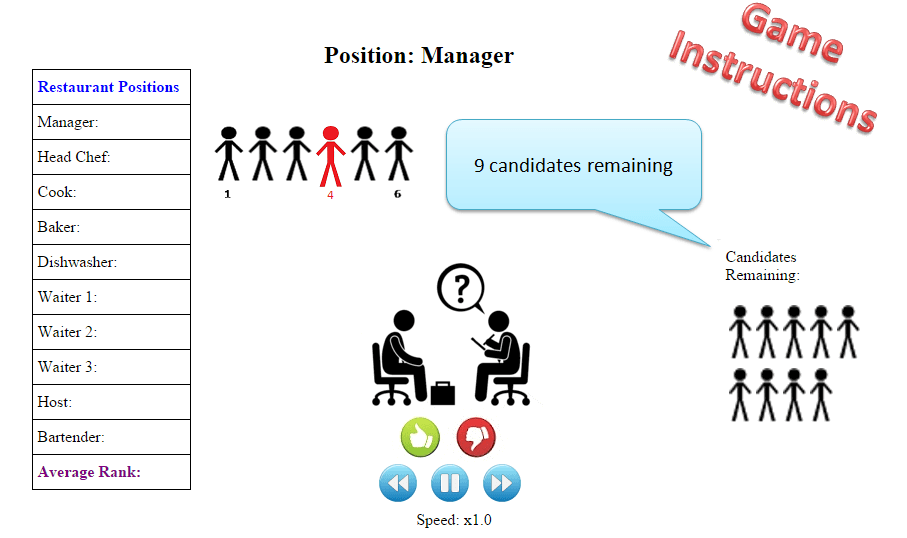 Game
Instructions
Position: Manager
Restaurant Positions
Manager:
Head Chef:
Cook:
Baker:
Dishwasher:
Waiter 1:
Waiter 2:
Waiter 3:
Host:
Bartender:
Average Rank:
1
4
6
9 candidates remaining
Candidates
Remaining:
?
Speed: x1.0